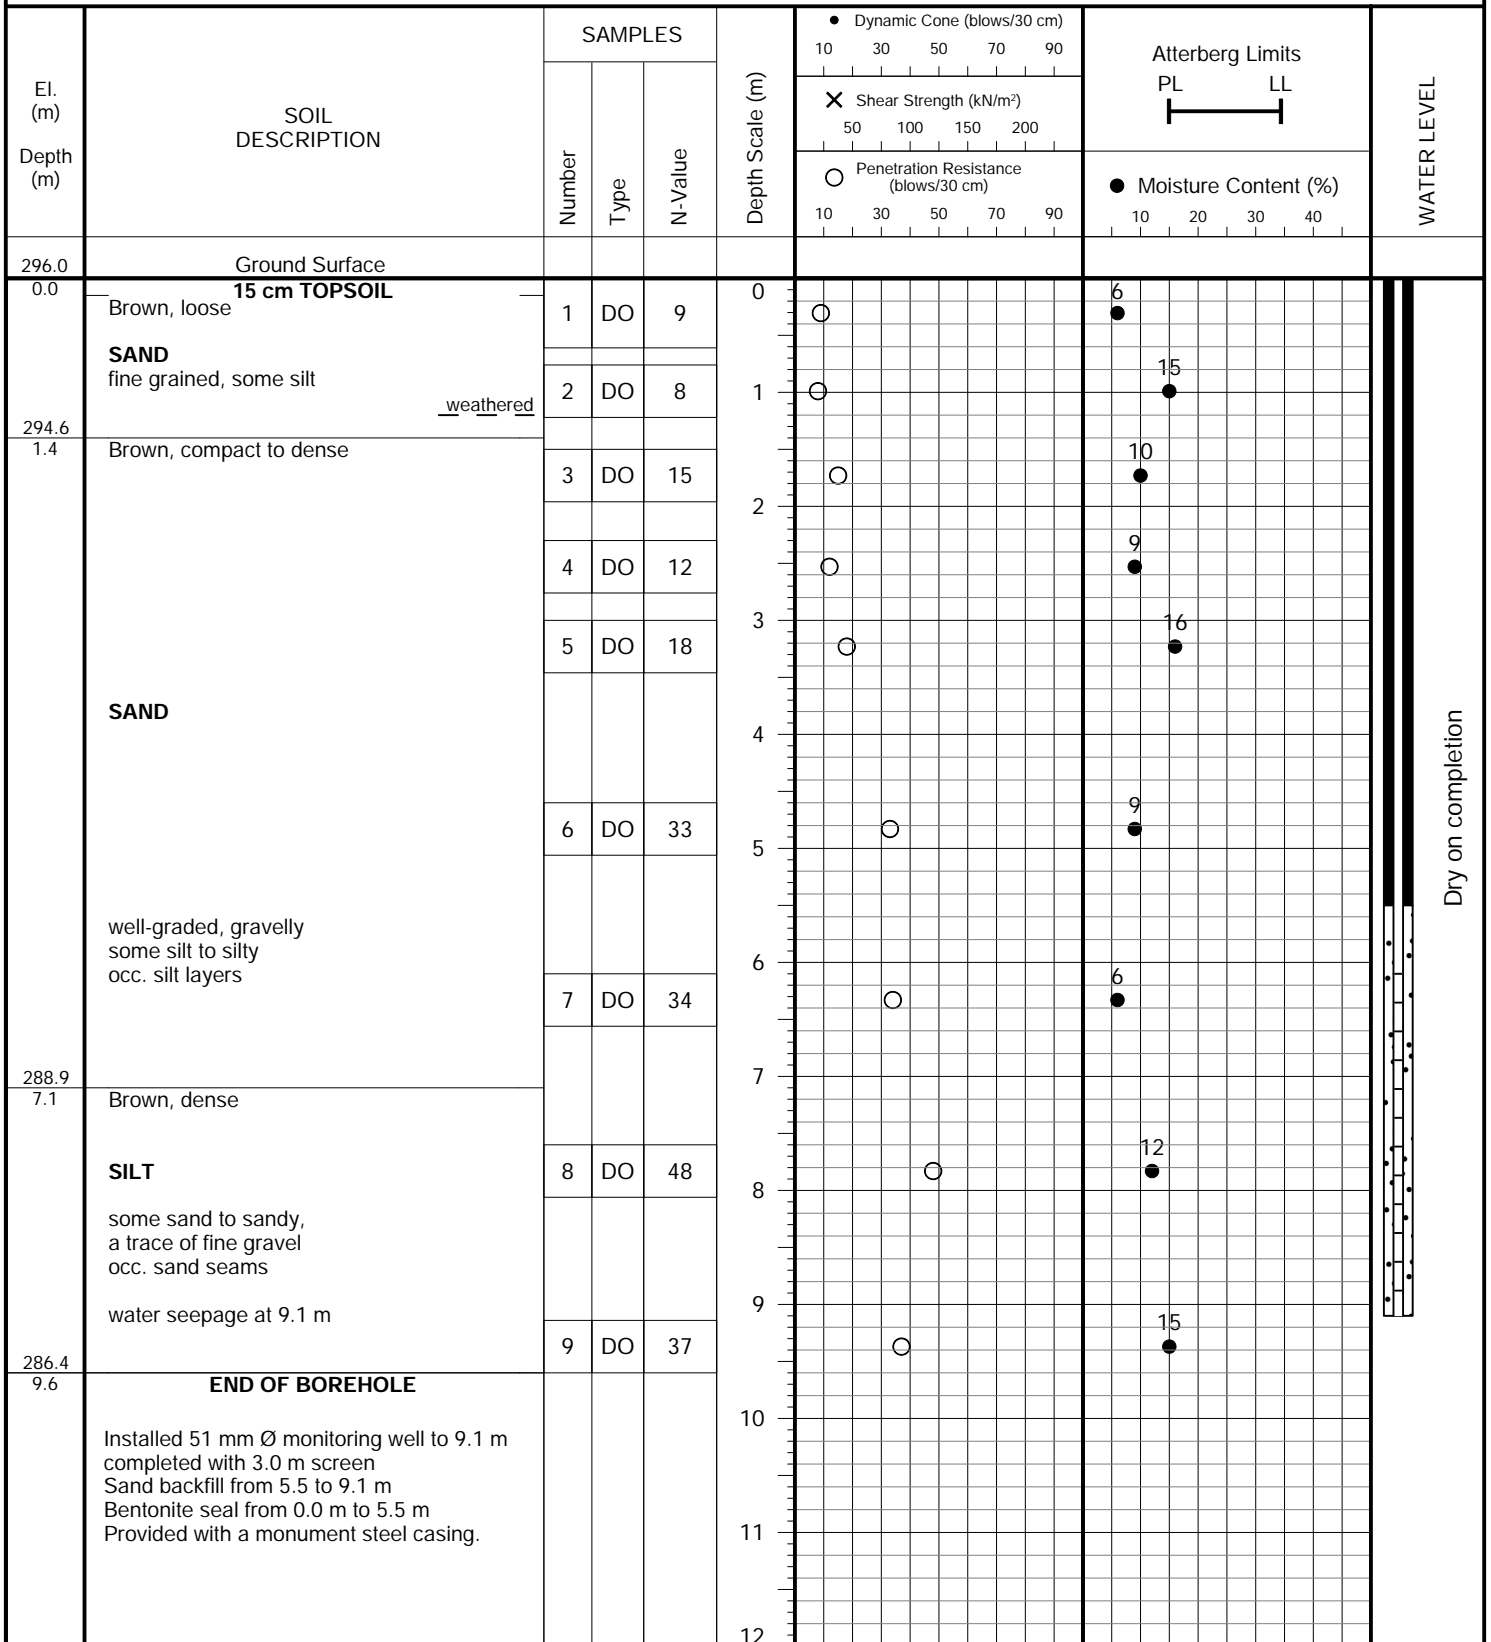 El.
(m)
Depth
(m)
SOIL
DESCRIPTION
SAMPLES
Number
Type
N-Value
Depth Scale (m)
Dynamic Cone (blows/30 cm)
10 30 50 70 90
Shear Strength (kN/m²)
50 100 150 200
Penetration Resistance
(blows/30 cm)
10 30 50 70 90
Atterberg Limits
PL LL
Moisture Content (%)
10 20 30 40
WATER LEVEL
296.0 Ground Surface
0.0 15 cm TOPSOIL 0 6
Brown, loose 1 DO 9
SAND 15
fine grained, some silt 2 DO 8 1
weathered
294.6
1.4 Brown, compact to dense 10
3 DO 15
2
9
4 DO 12
3 16
5 DO 18
SAND
4
Dry on completion
9
6 DO 33
5
well-graded, gravelly
some silt to silty 6
occ. silt layers 6
7 DO 34
288.9 7
7.1 Brown, dense
12
SILT 8 DO 48
8
some sand to sandy,
a trace of fine gravel
occ. sand seams
9
water seepage at 9.1 m 15
9 DO 37
286.4
9.6 END OF BOREHOLE
10
Installed 51 mm Ø monitoring well to 9.1 m
completed with 3.0 m screen
Sand backfill from 5.5 to 9.1 m
Bentonite seal from 0.0 m to 5.5 m
Provided with a monument steel casing.
11
12